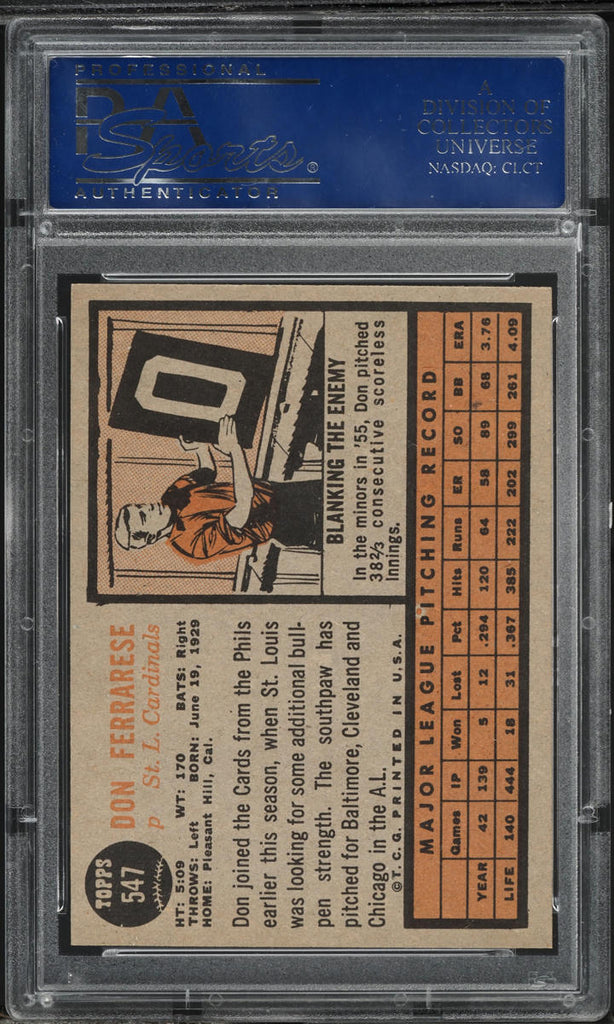 PROFESSIONAL
PSA
Sports®
AUTHENTICATOR
A
DIVISION OF
COLLECTORS
UNIVERSE
NASDAQ: CLCT
TOPPS
547
DON FERRARESE
p St. L. Cardinals
HT: 5:09 WT: 170 BATS: Right
THROWS: Left BORN: June 19, 1929
HOME: Pleasant Hill, Cal.
Don joined the Cards from the Phils
earlier this season, when St. Louis
was looking for some additional bull-
pen strength. The southpaw has
pitched for Baltimore, Cleveland and
Chicago in the A.L.
©T.C.G. PRINTED IN U.S.A.
0
BLANKING THE ENEMY
In the minors in '55, Don pitched
38⅔ consecutive scoreless
innings.
MAJOR LEAGUE PITCHING RECORD
Games IP Won Lost Pct Hits Runs ER SO BB ERA
YEAR 42 139 5 12 .294 120 64 58 89 68 3.76
LIFE 140 444 18 31 .367 385 222 202 299 261 4.09